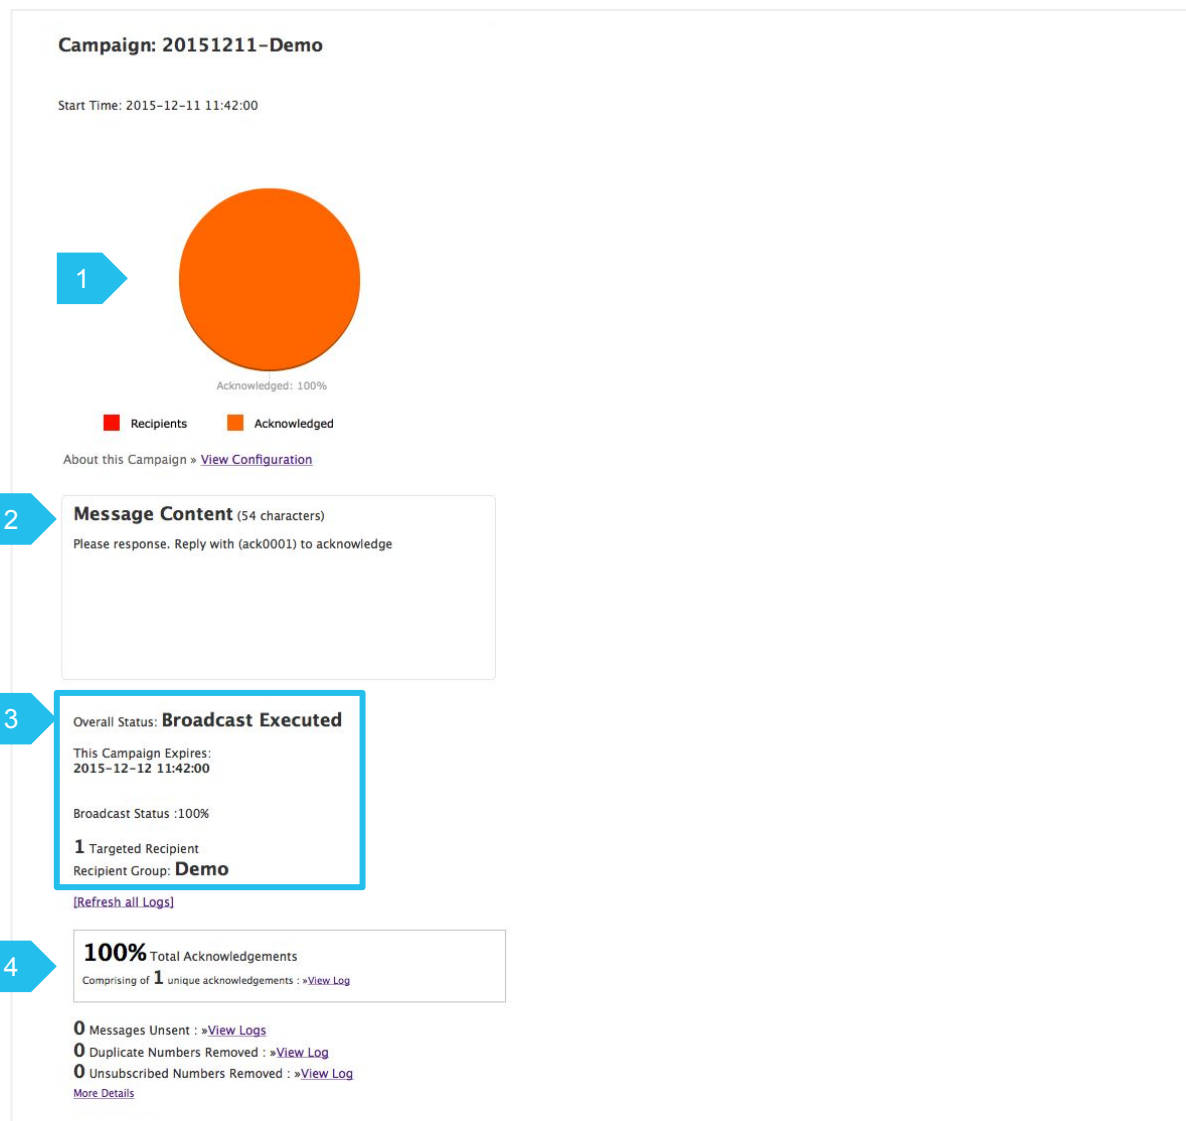 Campaign: 20151211-Demo
Start Time: 2015-12-11 11:42:00
1
Acknowledged: 100%
Recipients Acknowledged
About this Campaign » View Configuration
2
Message Content (54 characters)
Please response. Reply with (ack0001) to acknowledge
3
Overall Status: Broadcast Executed
This Campaign Expires:
2015-12-12 11:42:00
Broadcast Status :100%
1 Targeted Recipient
Recipient Group: Demo
[Refresh all Logs]
4
100% Total Acknowledgements
Comprising of 1 unique acknowledgements : »View Log
0 Messages Unsent : »View Logs
0 Duplicate Numbers Removed : »View Log
0 Unsubscribed Numbers Removed : »View Log
More Details